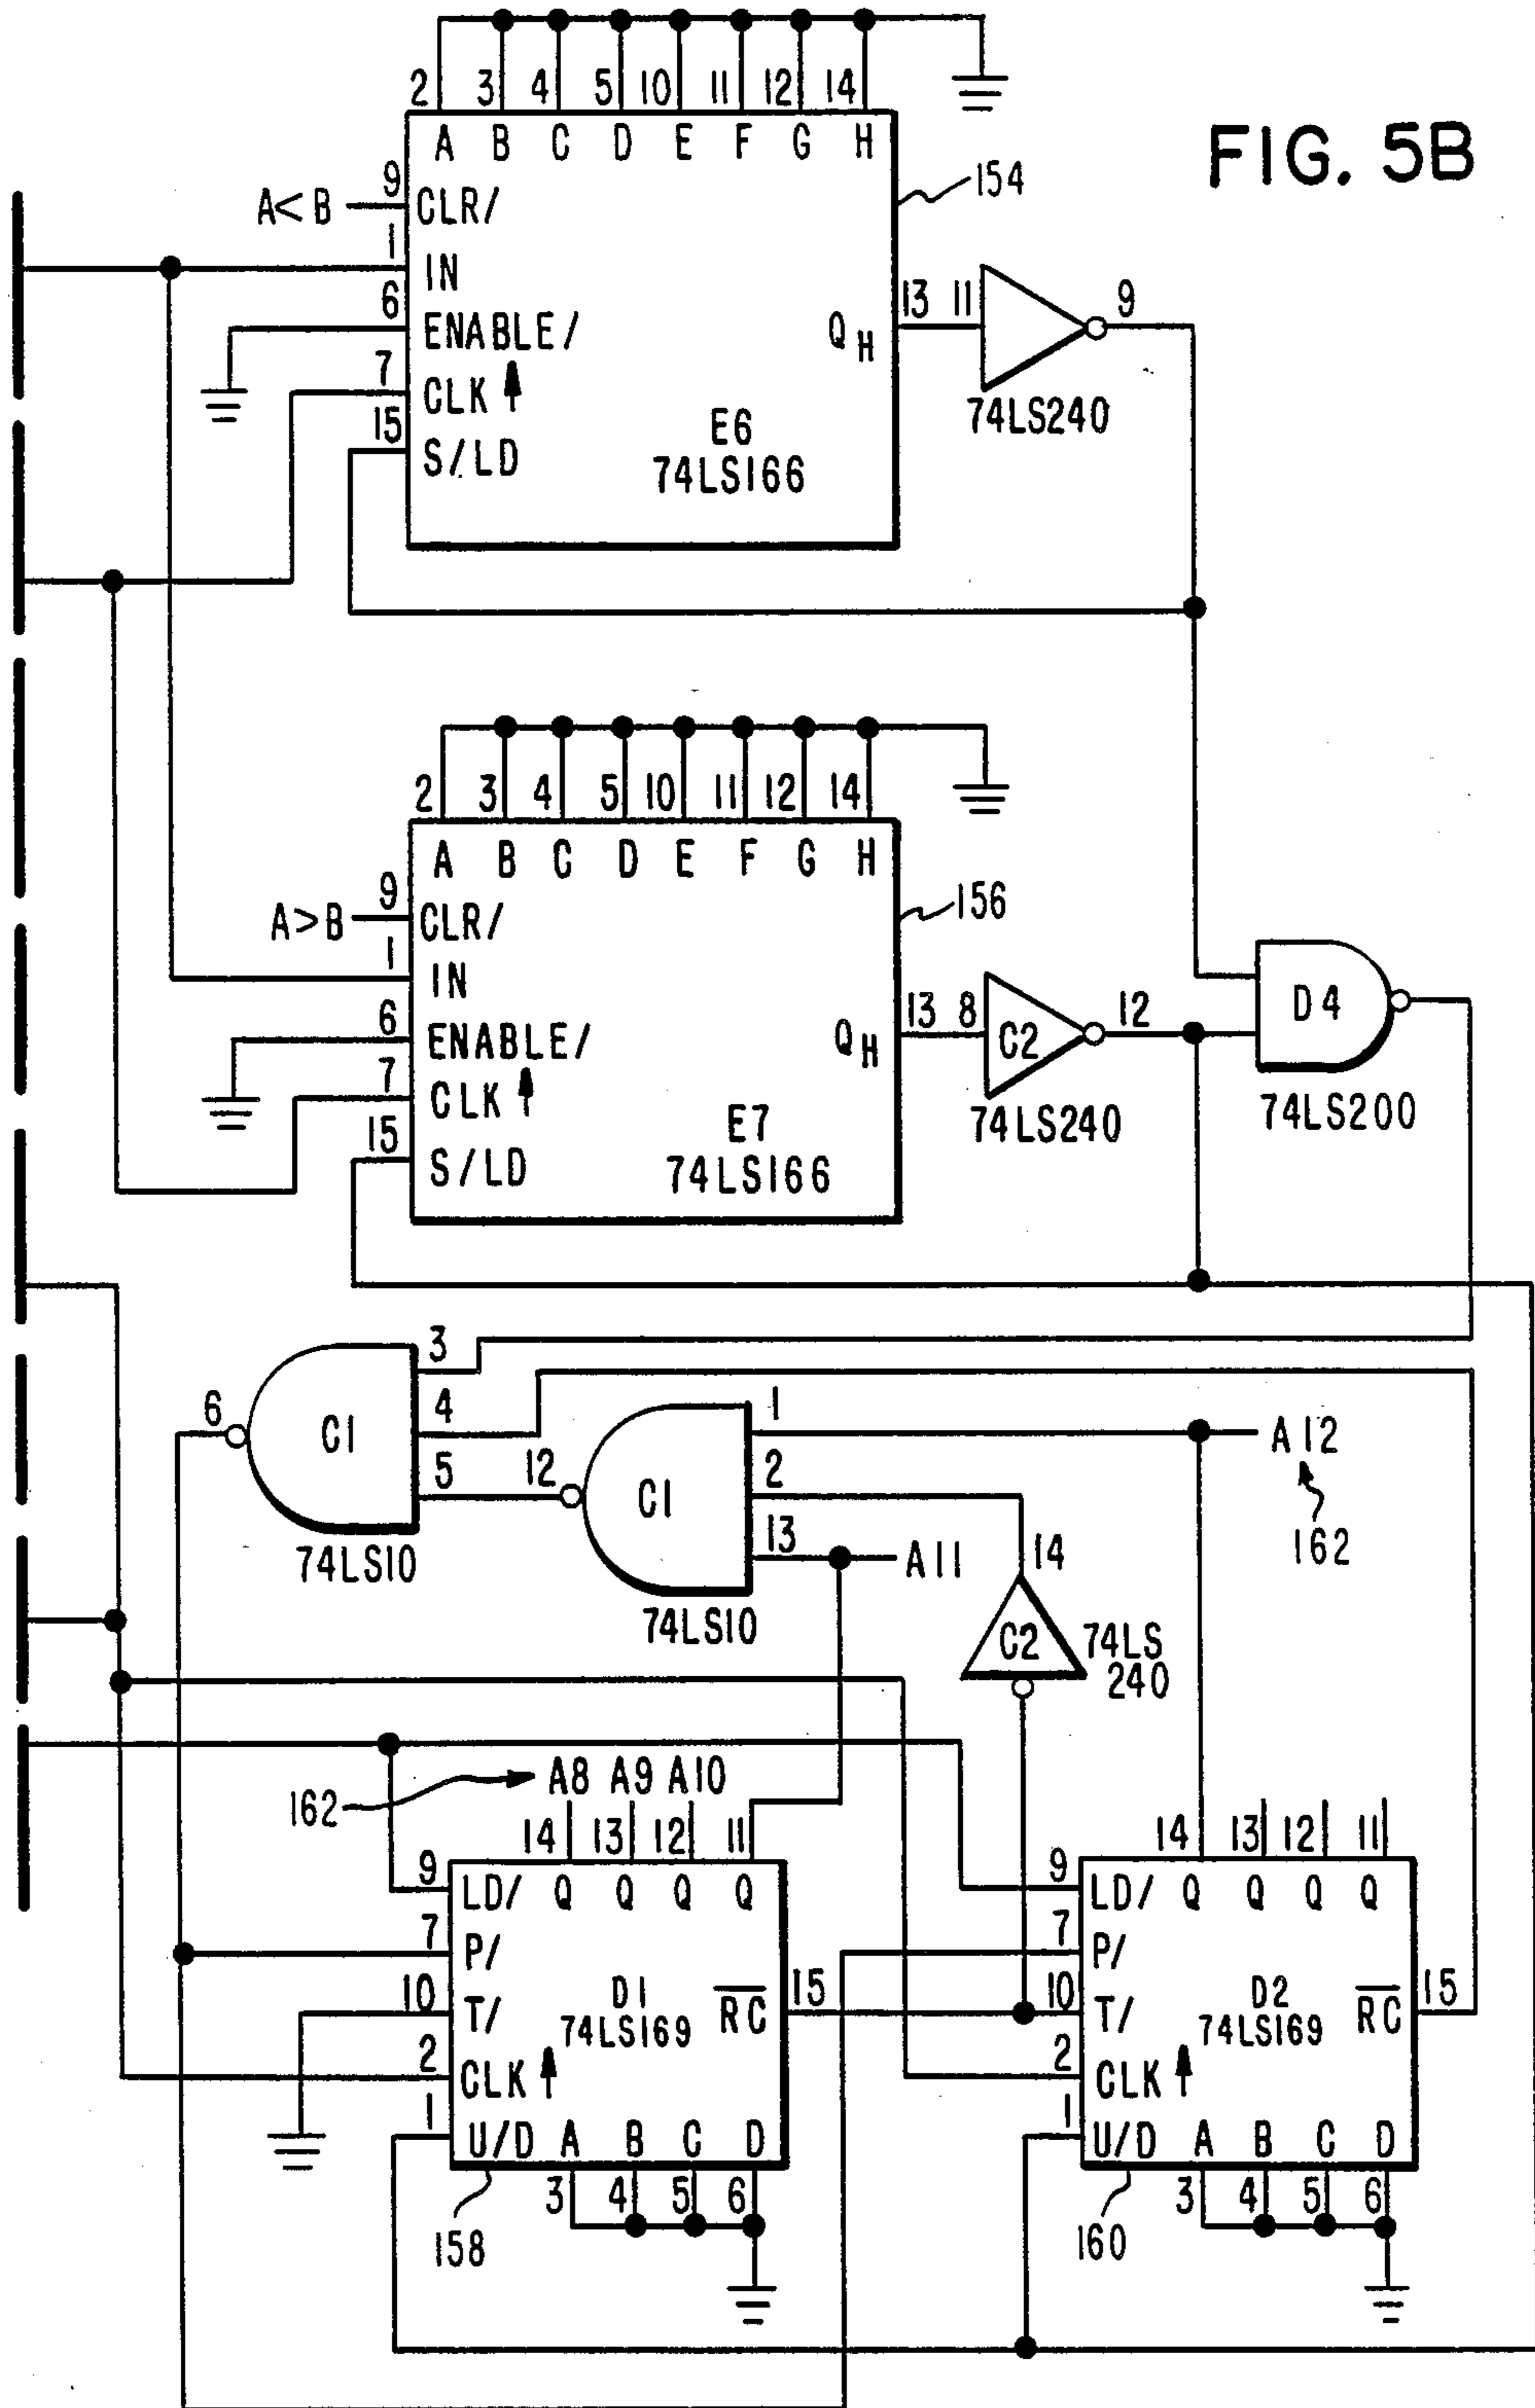 FIG. 5B
2 3 4 5 10 11 12 14
A B C D E F G H
A<B 9 CLR/
154
1 IN
6 ENABLE/
QH 13 11 9
7 CLK
74LS240
15 S/LD
E6
74LS166
2 3 4 5 10 11 12 14
A B C D E F G H
A>B 9 CLR/
156
1 IN
6 ENABLE/
QH 13 8 C2 12
D4
7 CLK
74LS240
74LS200
15 S/LD
E7
74LS166
3
6 C1 4
5
74LS10
12 C1 1
2
13
74LS10
A12
162
A11
14
C2 74LS
240
162 A8 A9 A10
14 13 12 11
9 LD/ Q Q Q Q
7 P/
10 T/
D1
74LS169
RC 15
2 CLK
1 U/D A B C D
3 4 5 6
158
14 13 12 11
9 LD/ Q Q Q Q
7 P/
10 T/
D2
74LS169
RC 15
2 CLK
1 U/D A B C D
3 4 5 6
160